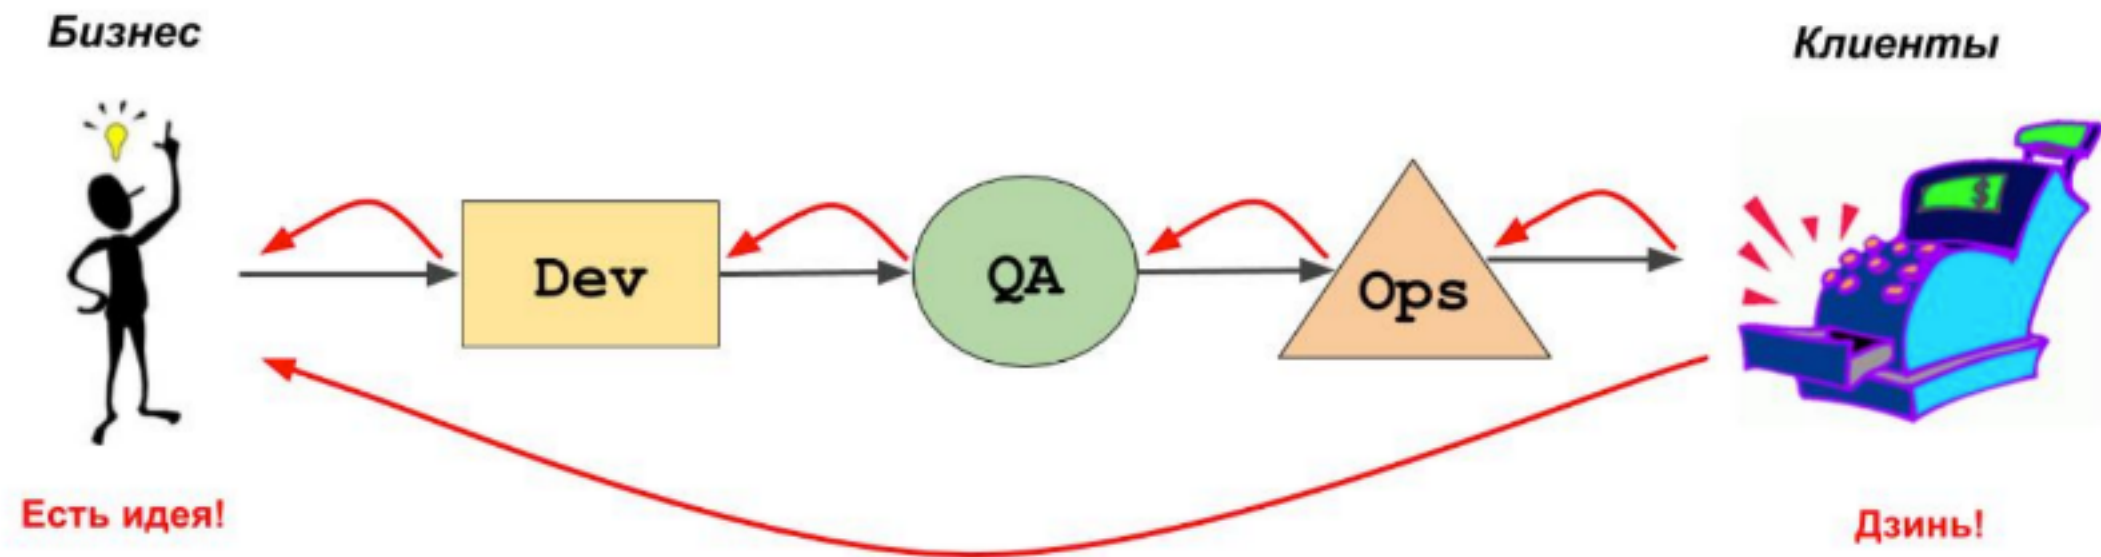 Бизнес
Клиенты
$
Dev
QA
Ops
Есть идея!
Дзинь!